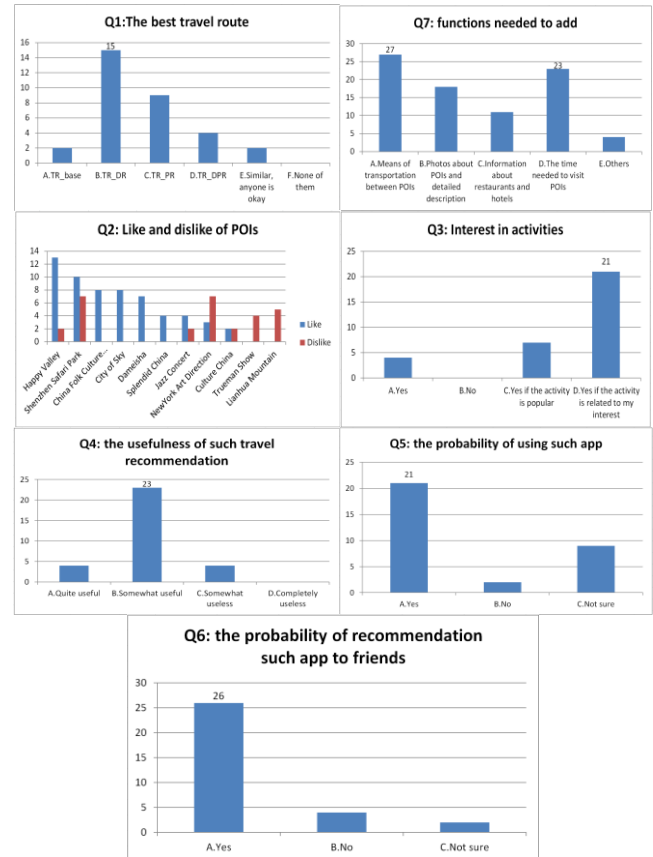 Q1:The best travel route
16
14
12
10
8
6
4
2
0
15
A.TR_base
B.TR_DR
C.TR_PR
D.TR_DPR
E.Similar,
anyone is
okay
F.None of
them
Q7: functions needed to add
30
25
20
15
10
5
0
27
23
A.Means of
transportation
between POIs
B.Photos about
POIs and
detailed
description
C.Information
about
restaurants and
hotels
D.The time
needed to visit
POIs
E.Others
Q2: Like and dislike of POIs
14
12
10
8
6
4
2
0
Happy Valley
Shenzhen Safari Park
China Folk Culture...
City of Sky
Dameisha
Splendid China
Jazz Concert
NewYork Art Direction
Culture China
Trueman Show
Lianhua Mountain
Like
Dislike
Q3: Interest in activities
25
20
15
10
5
0
21
A.Yes
B.No
C.Yes if the activity
is popular
D.Yes if the activity
is related to my
interest
Q4: the usefulness of such travel
recommendation
25
20
15
10
5
0
23
A.Quite useful
B.Somewhat useful
C.Somewhat
useless
D.Completely
useless
Q5: the probability of using such app
25
20
15
10
5
0
21
A.Yes
B.No
C.Not sure
Q6: the probability of recommendation
such app to friends
30
25
20
15
10
5
0
26
A.Yes
B.No
C.Not sure